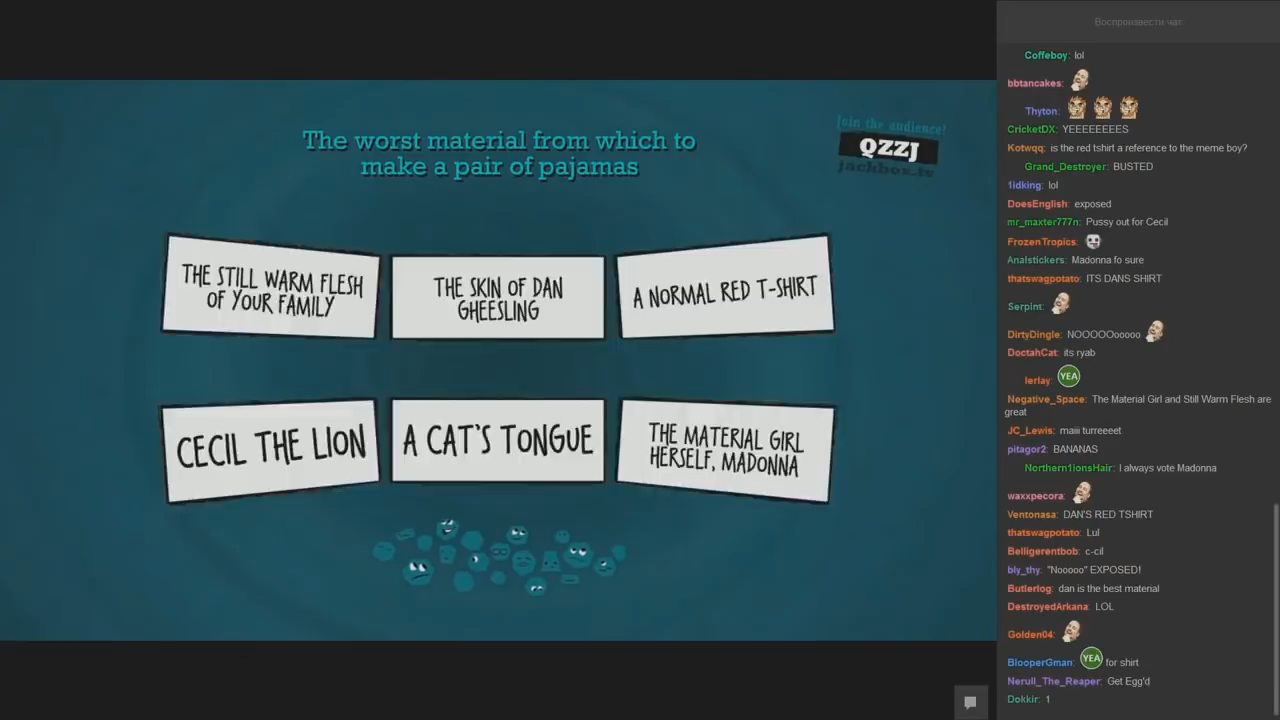 The worst material from which to
make a pair of pajamas
Join the audience!
QZZJ
jackbox.tv
THE STILL WARM FLESH
OF YOUR FAMILY
THE SKIN OF DAN
GHEESLING
A NORMAL RED T-SHIRT
CECIL THE LION
A CAT'S TONGUE
THE MATERIAL GIRL
HERSELF, MADONNA
Воспроизвести чат
Coffeboy: lol
bbtancakes:
Thyton:
CricketDX: YEEEEEEEES
Kotwqq: is the red tshirt a reference to the meme boy?
Grand_Destroyer: BUSTED
1idking: lol
DoesEnglish: exposed
mr_maxter777n: Pussy out for Cecil
FrozenTropics:
Analstickers: Madonna fo sure
thatswagpotato: ITS DANS SHIRT
Serpint:
DirtyDingle: NOOOOOooooo
DoctahCat: its ryab
lerlay: YEA
Negative_Space: The Material Girl and Still Warm Flesh are
great
JC_Lewis: maiii turreeeet
pitagor2: BANANAS
Northern1ionsHair: I always vote Madonna
waxxpecora:
Ventonasa: DAN'S RED TSHIRT
thatswagpotato: Lul
Belligerentbob: c-cil
bly_thy: "Nooooo" EXPOSED!
Butlerlog: dan is the best material
DestroyedArkana: LOL
Golden04:
BlooperGman: YEA for shirt
Nerull_The_Reaper: Get Egg'd
Dokkir: 1